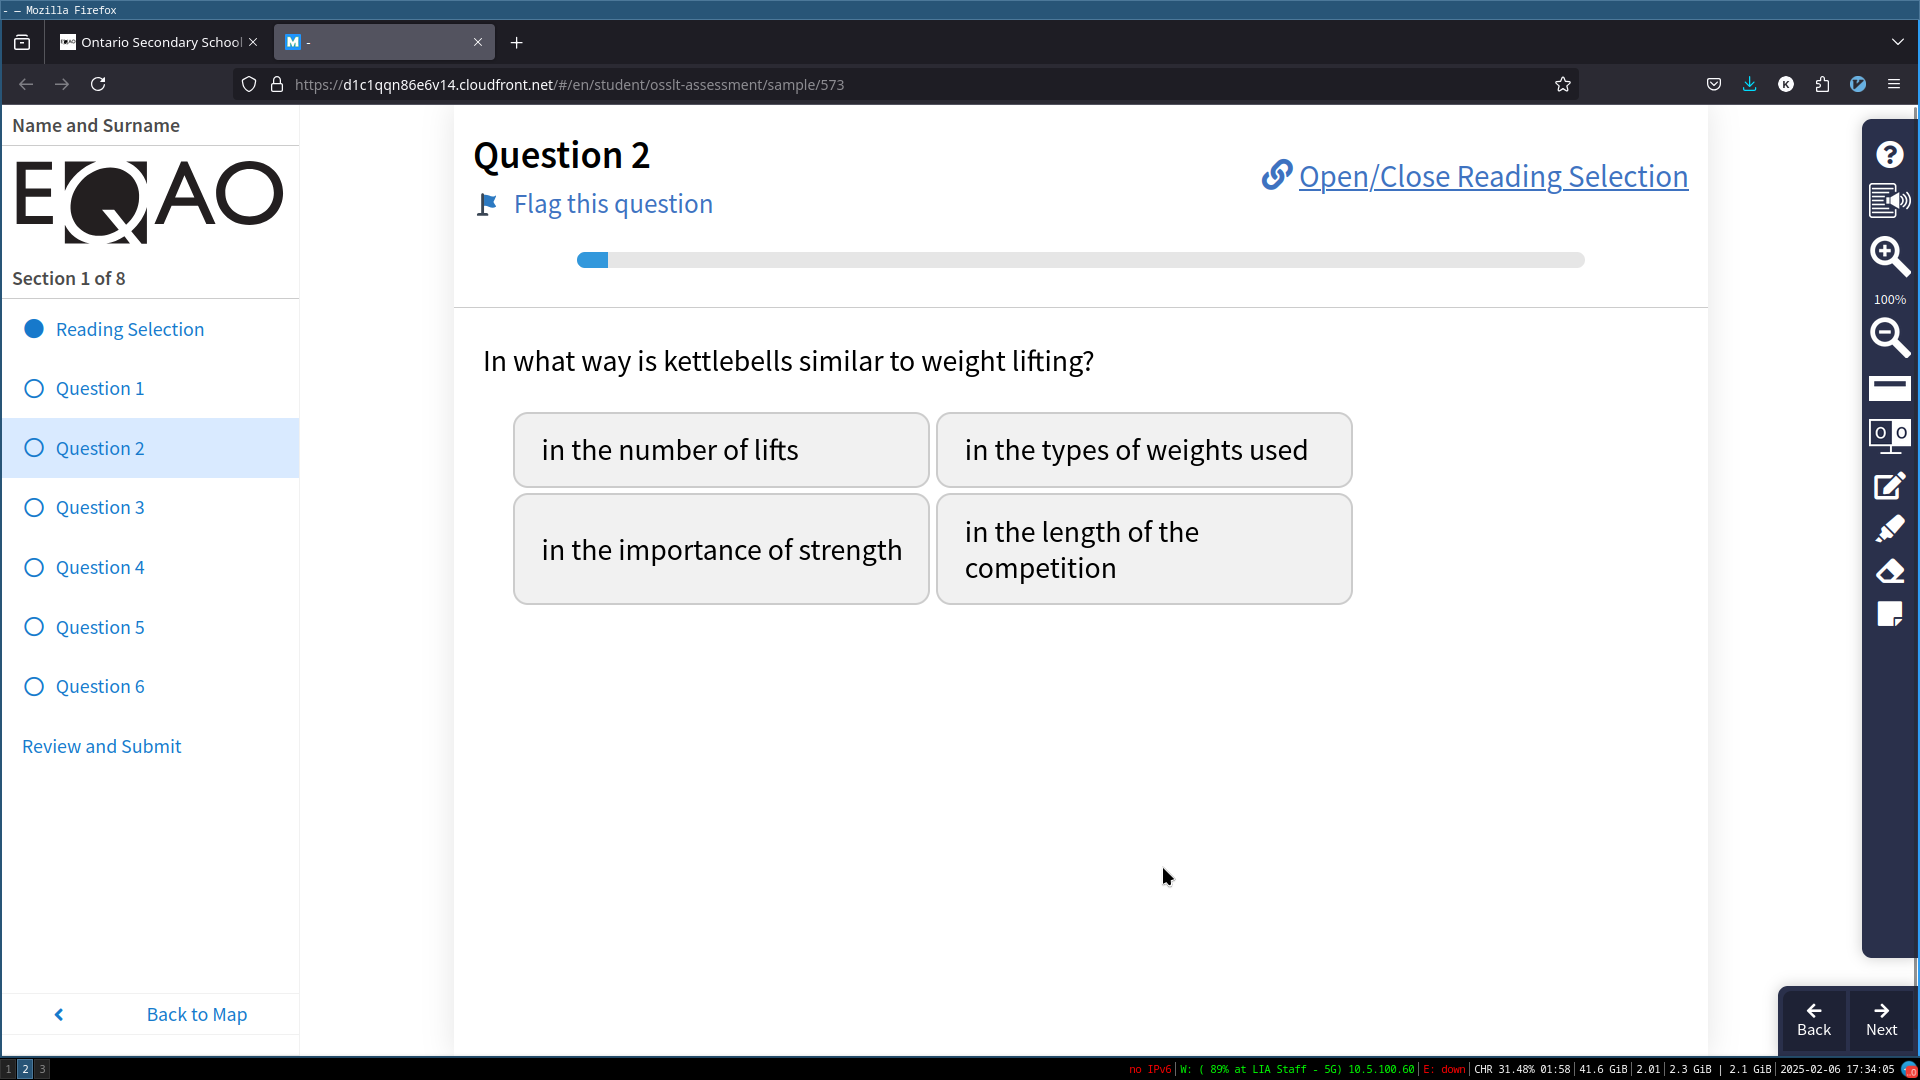 - — Mozilla Firefox
Ontario Secondary School
M -
https://d1c1qqn86e6v14.cloudfront.net/#/en/student/osslt-assessment/sample/573
K
Name and Surname
EQAO
Section 1 of 8
Reading Selection
Question 1
Question 2
Question 3
Question 4
Question 5
Question 6
Review and Submit
Back to Map
Question 2
Flag this question
Open/Close Reading Selection
In what way is kettlebells similar to weight lifting?
in the number of lifts
in the types of weights used
in the importance of strength
in the length of the
competition
?
100%
Back
Next
1 2 3
no IPv6 | W: ( 89% at LIA Staff - 5G) 10.5.100.60 | E: down | CHR 31.48% 01:58 | 41.6 GiB | 2.01 | 2.3 GiB | 2.1 GiB | 2025-02-06 17:34:05